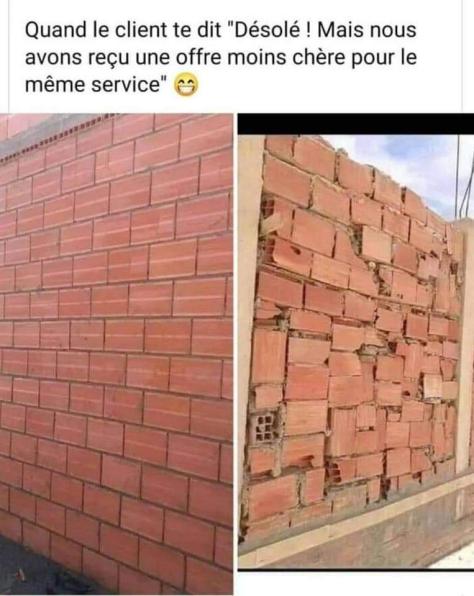 Quand le client te dit "Désolé ! Mais nous
avons reçu une offre moins chère pour le
même service" 😁